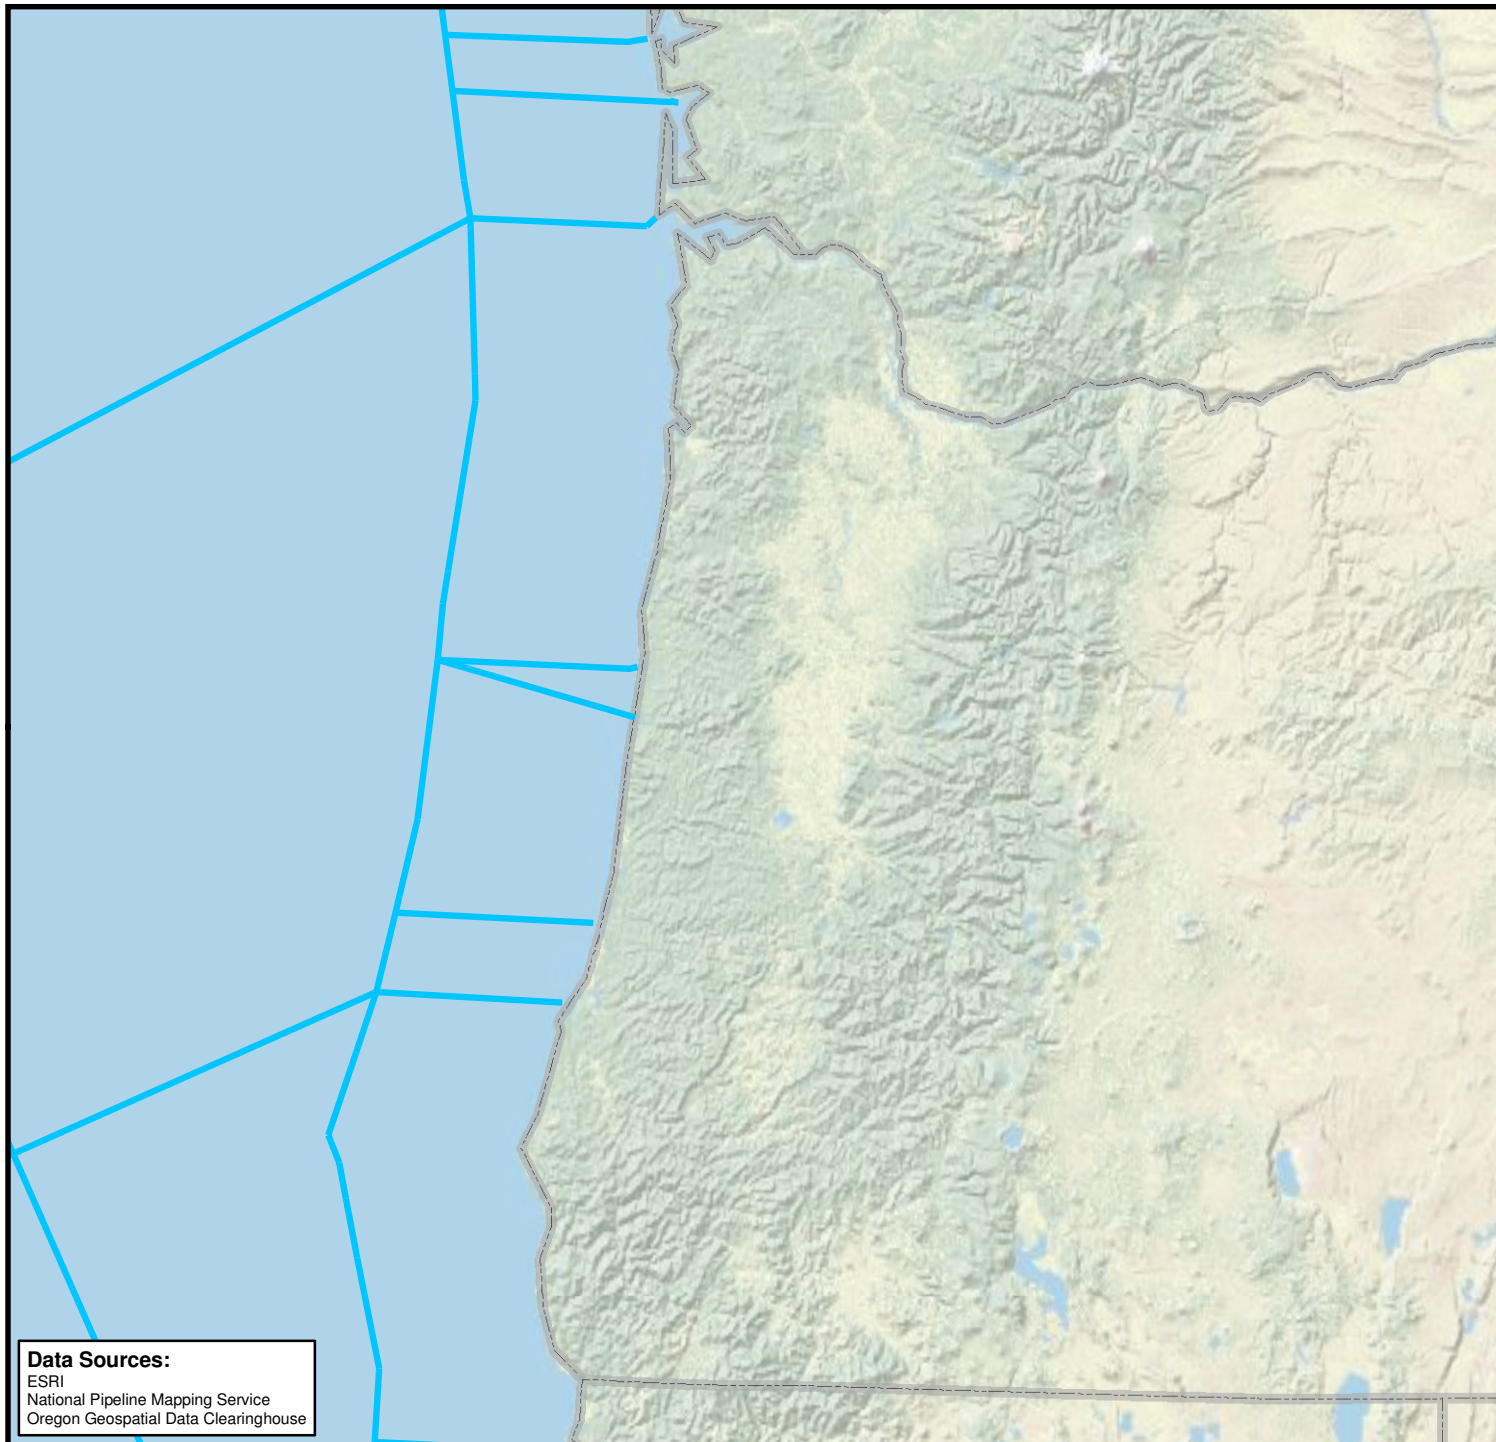 Data Sources:
ESRI
National Pipeline Mapping Service
Oregon Geospatial Data Clearinghouse